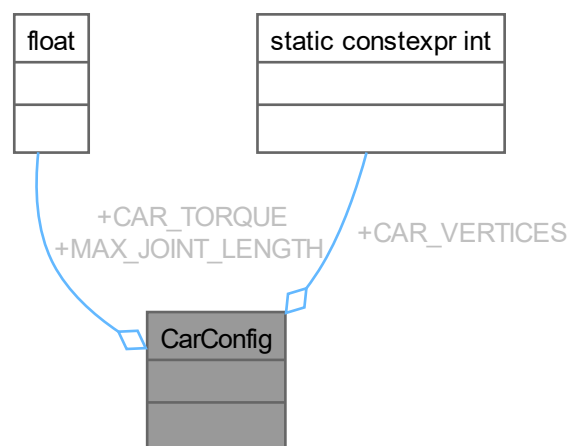 float
static constexpr int
+CAR_TORQUE
+MAX_JOINT_LENGTH
+CAR_VERTICES
CarConfig